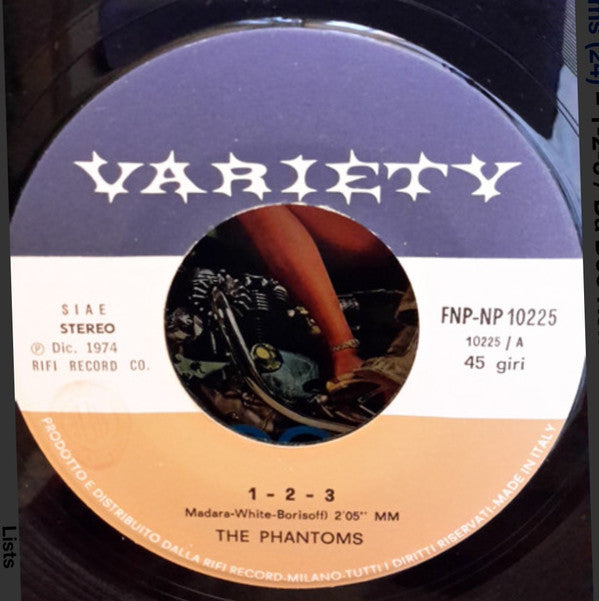 VARIETY
SIAE
STEREO
℗ Dic. 1974
RIFI RECORD CO.
FNP-NP 10225
10225 / A
45 giri
1 - 2 - 3
Madara-White-Borisoff) 2'05'' MM
THE PHANTOMS
PRODOTTO E DISTRIBUITO DALLA RIFI RECORD-MILANO-TUTTI I DIRITTI RISERVATI-MADE IN ITALY
Lists